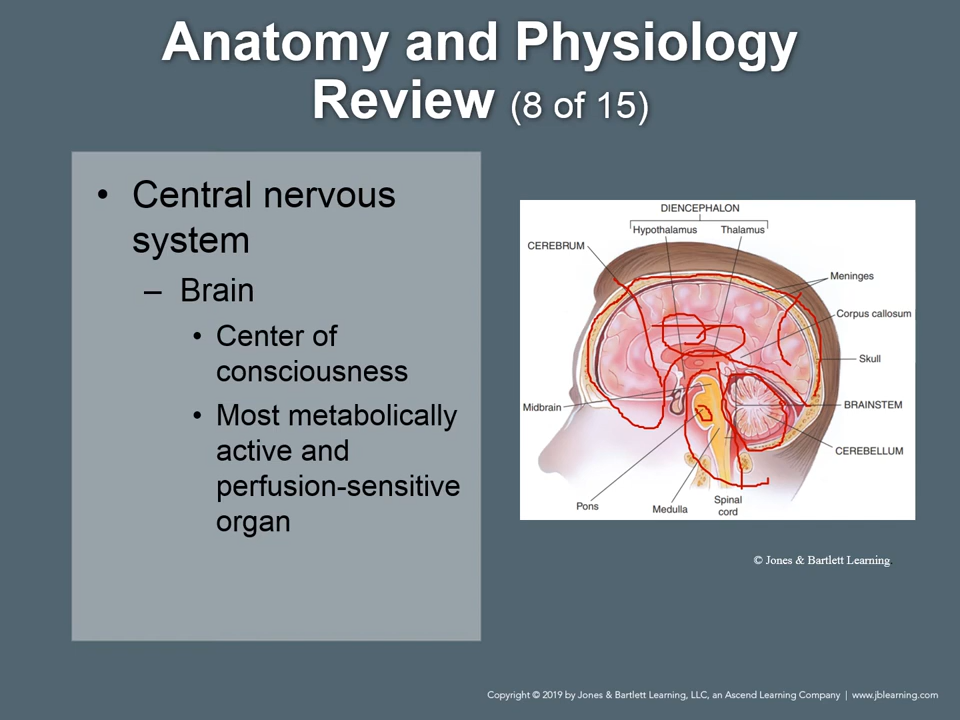 Anatomy and Physiology
Review (8 of 15)
• Central nervous
system
– Brain
• Center of
consciousness
• Most metabolically
active and
perfusion-sensitive
organ
DIENCEPHALON
Hypothalamus
Thalamus
CEREBRUM
Meninges
Corpus callosum
Skull
Midbrain
BRAINSTEM
CEREBELLUM
Pons
Medulla
Spinal
cord
© Jones & Bartlett Learning.
Copyright © 2019 by Jones & Bartlett Learning, LLC, an Ascend Learning Company | www.jblearning.com